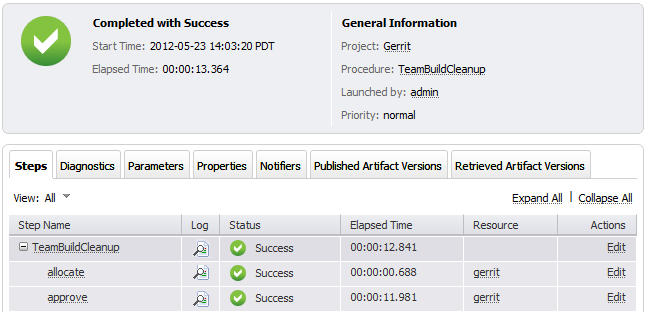 Completed with Success
Start Time: 2012-05-23 14:03:20 PDT
Elapsed Time: 00:00:13.364
General Information
Project: Gerrit
Procedure: TeamBuildCleanup
Launched by: admin
Priority: normal
Steps Diagnostics Parameters Properties Notifiers Published Artifact Versions Retrieved Artifact Versions
View: All Expand All | Collapse All
Step Name Log Status Elapsed Time Resource Actions
TeamBuildCleanup Success 00:00:12.841 Edit
allocate Success 00:00:00.688 gerrit Edit
approve Success 00:00:11.981 gerrit Edit